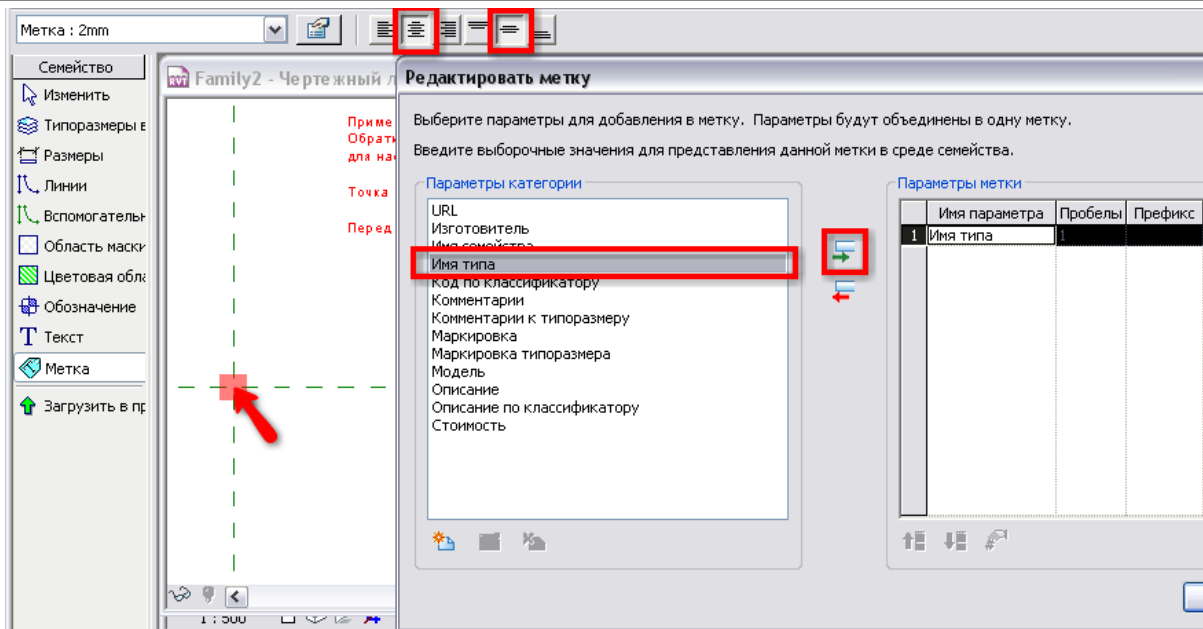 Метка : 2mm
Семейство
Изменить
Типоразмеры в
Размеры
Линии
Вспомогательн
Область маски
Цветовая обла
Обозначение
Текст
Метка
Загрузить в пр
Family2 - Чертежный л
Приме
Обрати
для нас
Точка
Перед
1 : 500
Редактировать метку
Выберите параметры для добавления в метку. Параметры будут объединены в одну метку.
Введите выборочные значения для представления данной метки в среде семейства.
Параметры категории
URL
Изготовитель
Имя семейства
Имя типа
Код по классификатору
Комментарии
Комментарии к типоразмеру
Маркировка
Маркировка типоразмера
Модель
Описание
Описание по классификатору
Стоимость
Параметры метки
Имя параметра Пробелы Префикс
1 Имя типа 1